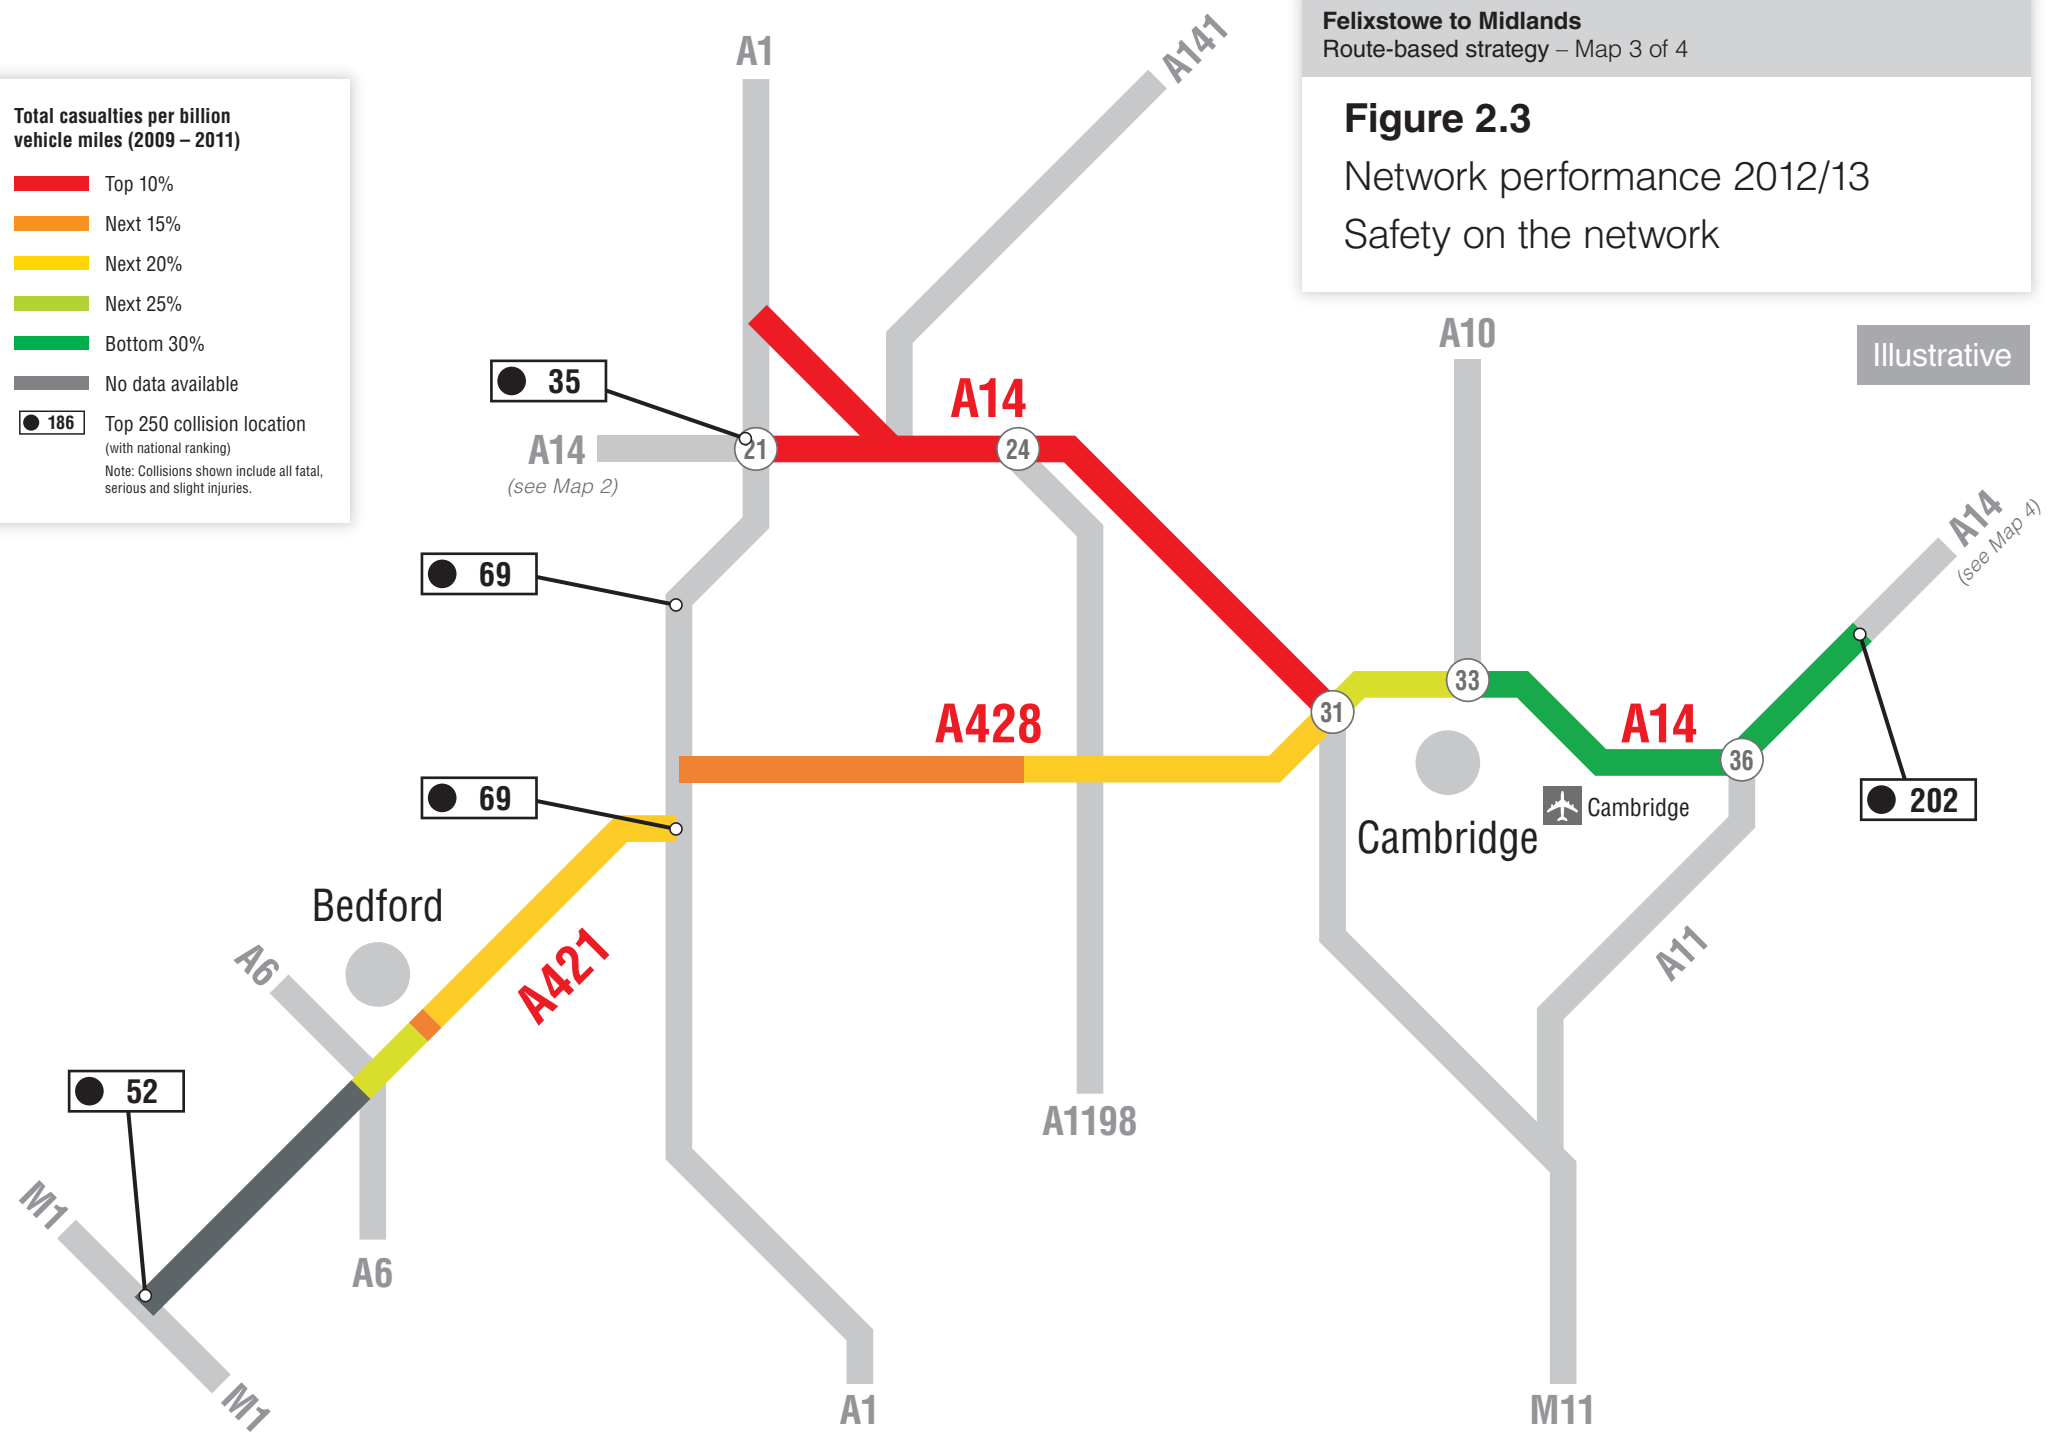 Felixstowe to Midlands
Route-based strategy – Map 3 of 4
Figure 2.3
Network performance 2012/13
Safety on the network
Illustrative
Total casualties per billion
vehicle miles (2009 – 2011)
Top 10%
Next 15%
Next 20%
Next 25%
Bottom 30%
No data available
186
Top 250 collision location
(with national ranking)
Note: Collisions shown include all fatal,
serious and slight injuries.
A1
A141
A10
35
A14
A14
(see Map 2)
21
24
A14
(see Map 4)
69
33
31
A428
A14
36
69
202
Cambridge
Cambridge
Bedford
A6
A421
A11
52
A1198
M1
A6
M1
A1
M11